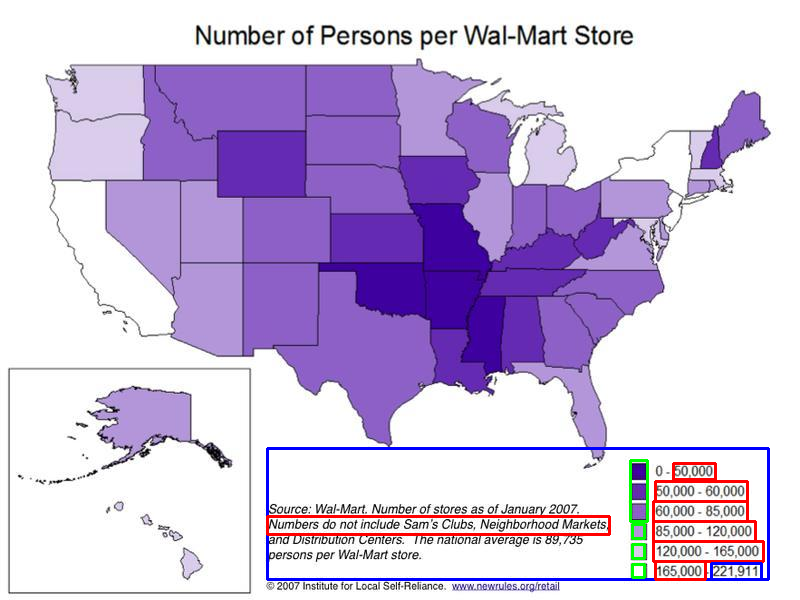 Number of Persons per Wal-Mart Store
0 - 50,000
50,000 - 60,000
60,000 - 85,000
85,000 - 120,000
120,000 - 165,000
165,000 - 221,911
Source: Wal-Mart. Number of stores as of January 2007.
Numbers do not include Sam's Clubs, Neighborhood Markets,
and Distribution Centers. The national average is 89,735
persons per Wal-Mart store.
© 2007 Institute for Local Self-Reliance. www.newrules.org/retail